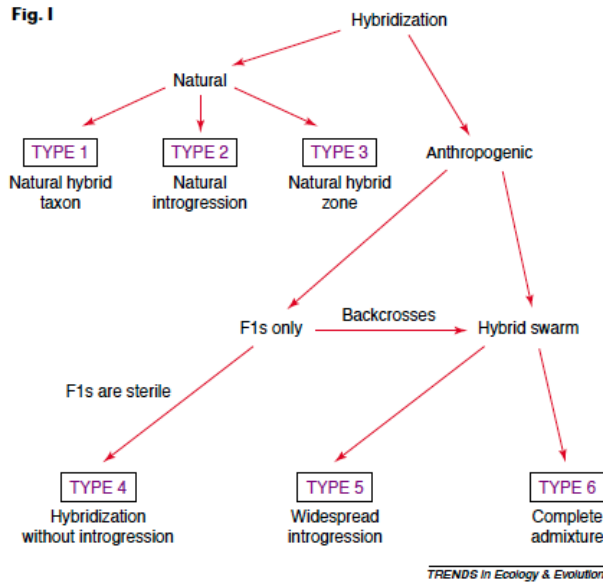 Fig. I
Hybridization
Natural
TYPE 1
TYPE 2
TYPE 3
Anthropogenic
Natural hybrid
taxon
Natural
introgression
Natural hybrid
zone
F1s only
Backcrosses
Hybrid swarm
F1s are sterile
TYPE 4
TYPE 5
TYPE 6
Hybridization
without introgression
Widespread
introgression
Complete
admixture
TRENDS in Ecology & Evolution